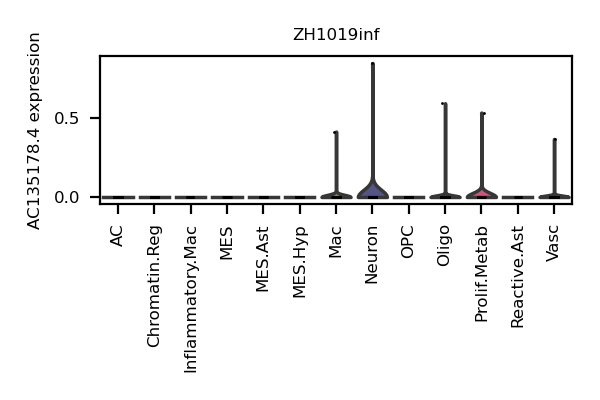 ZH1019inf
AC135178.4 expression
0.5
0.0
AC
Chromatin.Reg
Inflammatory.Mac
MES
MES.Ast
MES.Hyp
Mac
Neuron
OPC
Oligo
Prolif.Metab
Reactive.Ast
Vasc